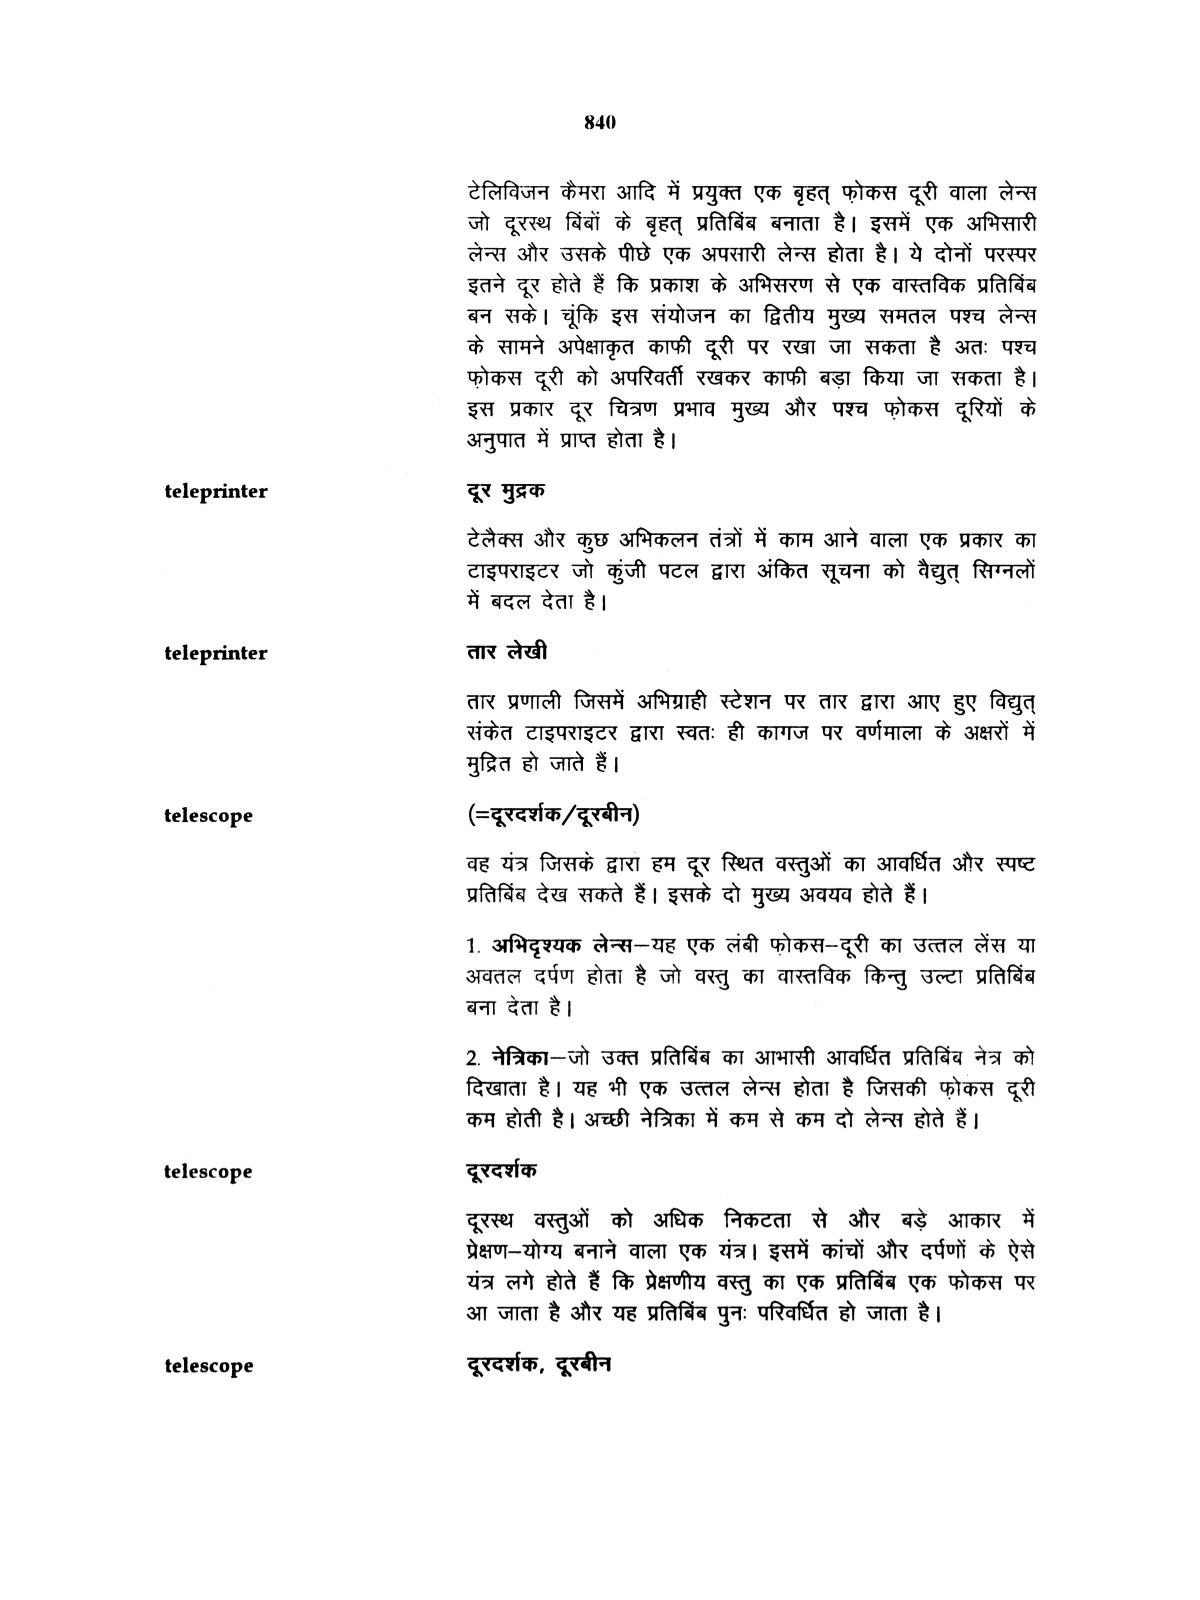 840
टेलिविजन कैमरा आदि में प्रयुक्त एक बृहत् फ़ोकस दूरी वाला लेन्स
जो दूरस्थ बिंबों के बृहत् प्रतिबिंब बनाता है। इसमें एक अभिसारी
लेन्स और उसके पीछे एक अपसारी लेन्स होता है। ये दोनों परस्पर
इतने दूर होते हैं कि प्रकाश के अभिसरण से एक वास्तविक प्रतिबिंब
बन सके। चूंकि इस संयोजन का द्वितीय मुख्य समतल पश्च लेन्स
के सामने अपेक्षाकृत काफी दूरी पर रखा जा सकता है अतः पश्च
फ़ोकस दूरी को अपरिवर्ती रखकर काफी बड़ा किया जा सकता है।
इस प्रकार दूर चित्रण प्रभाव मुख्य और पश्च फ़ोकस दूरियों के
अनुपात में प्राप्त होता है।
teleprinter दूर मुद्रक
टेलैक्स और कुछ अभिकलन तंत्रों में काम आने वाला एक प्रकार का
टाइपराइटर जो कुंजी पटल द्वारा अंकित सूचना को वैद्युत् सिग्नलों
में बदल देता है।
teleprinter तार लेखी
तार प्रणाली जिसमें अभिग्राही स्टेशन पर तार द्वारा आए हुए विद्युत्
संकेत टाइपराइटर द्वारा स्वतः ही कागज पर वर्णमाला के अक्षरों में
मुद्रित हो जाते हैं।
telescope (=दूरदर्शक/दूरबीन)
वह यंत्र जिसके द्वारा हम दूर स्थित वस्तुओं का आवर्धित और स्पष्ट
प्रतिबिंब देख सकते हैं। इसके दो मुख्य अवयव होते हैं।
1. अभिदृश्यक लेन्स–यह एक लंबी फ़ोकस–दूरी का उत्तल लेंस या
अवतल दर्पण होता है जो वस्तु का वास्तविक किन्तु उल्टा प्रतिबिंब
बना देता है।
2. नेत्रिका–जो उक्त प्रतिबिंब का आभासी आवर्धित प्रतिबिंब नेत्र को
दिखाता है। यह भी एक उत्तल लेन्स होता है जिसकी फ़ोकस दूरी
कम होती है। अच्छी नेत्रिका में कम से कम दो लेन्स होते हैं।
telescope दूरदर्शक
दूरस्थ वस्तुओं को अधिक निकटता से और बड़े आकार में
प्रेक्षण–योग्य बनाने वाला एक यंत्र। इसमें कांचों और दर्पणों के ऐसे
यंत्र लगे होते हैं कि प्रेक्षणीय वस्तु का एक प्रतिबिंब एक फोकस पर
आ जाता है और यह प्रतिबिंब पुनः परिवर्धित हो जाता है।
telescope दूरदर्शक, दूरबीन